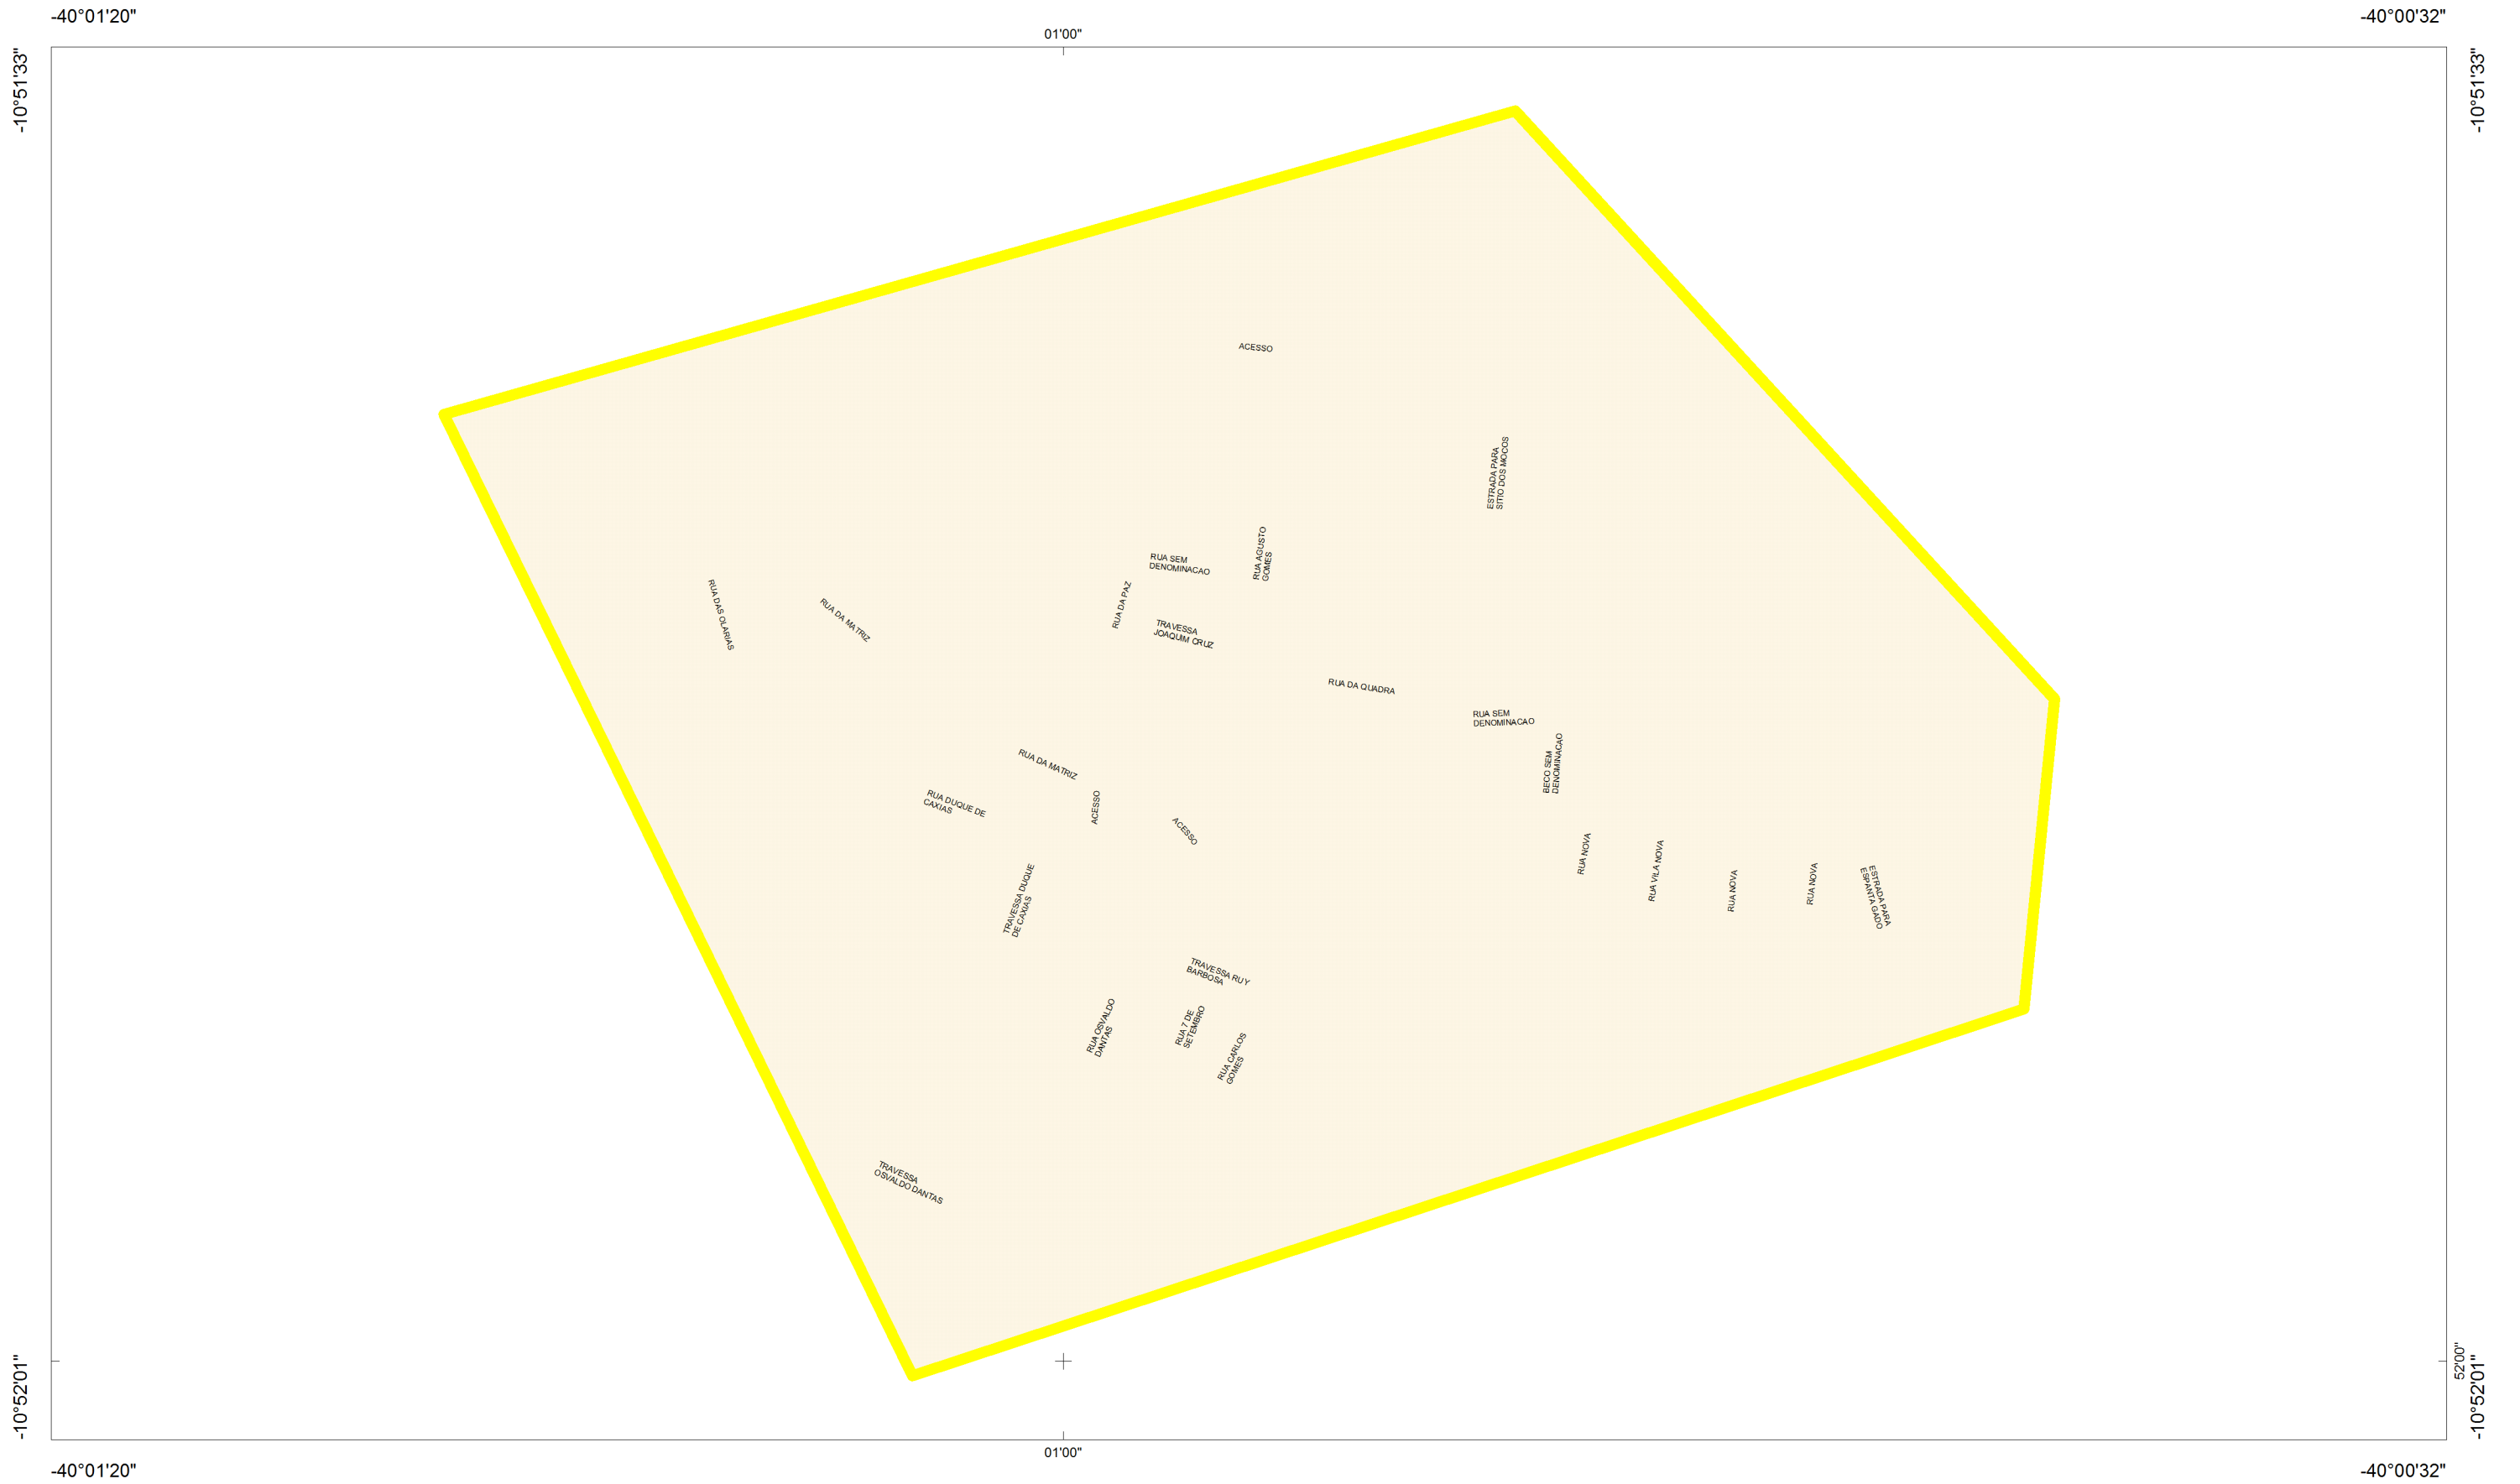 -40°01'20"
-40°00'32"
01'00"
-10°51'33"
-10°51'33"
ACESSO
ESTRADA PARA
SITIO DOS MOCOS
RUA AGUSTO
GOMES
RUA SEM
DENOMINACAO
RUA DA PAZ
RUA DAS OLARIAS
RUA DA MATRIZ
TRAVESSA
JOAQUIM CRUZ
RUA DA QUADRA
RUA SEM
DENOMINACAO
BECO SEM
DENOMINACAO
RUA DA MATRIZ
RUA DUQUE DE
CAXIAS
ACESSO
ACESSO
RUA NOVA
RUA VILA NOVA
RUA NOVA
RUA NOVA
ESTRADA PARA
ESPANTA GADO
TRAVESSA DUQUE
DE CAXIAS
TRAVESSA RUY
BARBOSA
RUA OSVALDO
DANTAS
RUA 7 DE
SETEMBRO
RUA CARLOS
GOMES
TRAVESSA
OSVALDO DANTAS
52'00"
-10°52'01"
-10°52'01"
01'00"
-40°01'20"
-40°00'32"